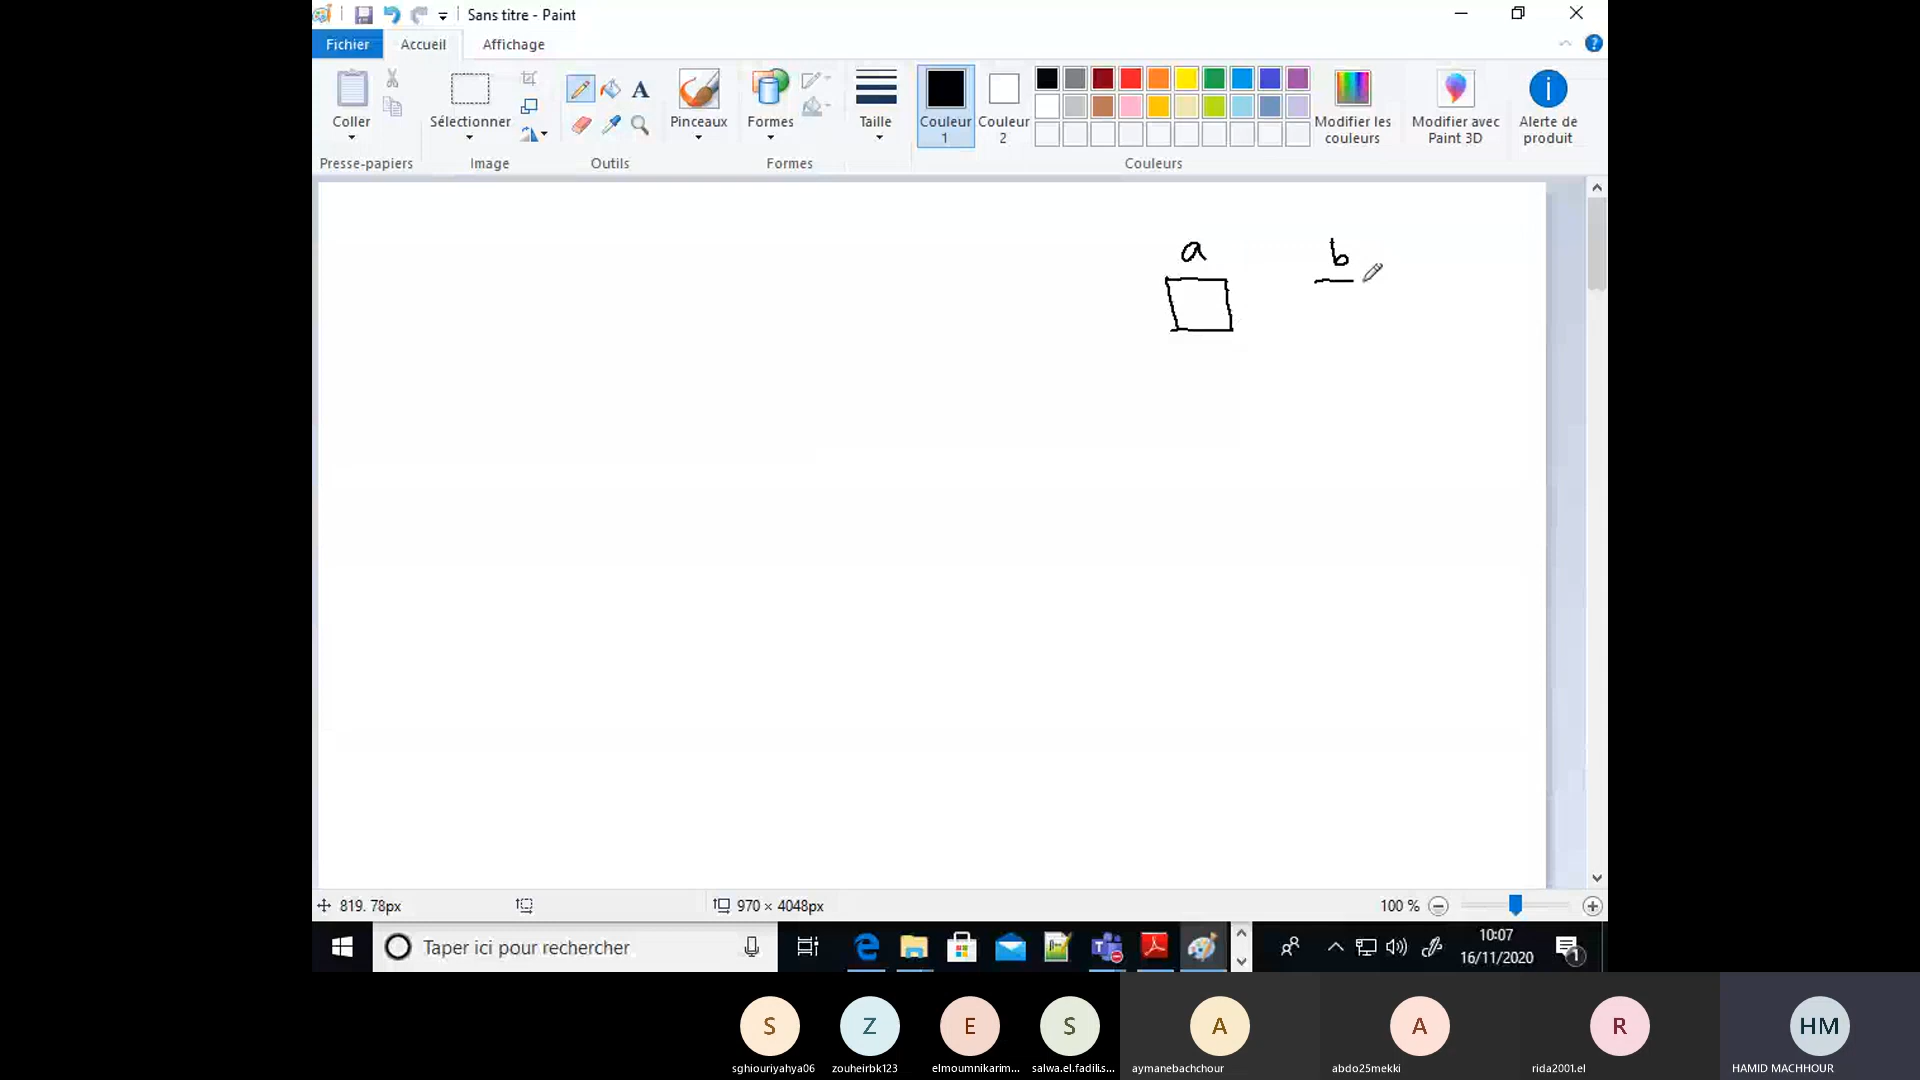 Sans titre - Paint
Fichier Accueil Affichage
Coller Sélectionner A Pinceaux Formes Taille Couleur 1 Couleur 2 Modifier les couleurs Modifier avec Paint 3D Alerte de produit
Presse-papiers Image Outils Formes Couleurs
a b
819. 78px 970 × 4048px 100 %
Taper ici pour rechercher 10:07
16/11/2020 1
S Z E S A A R HM
sghiouriyahya06 zouheirbk123 elmoumnikarim... salwa.el.fadili.s... aymanebachchour abdo25mekki rida2001.el HAMID MACHHOUR